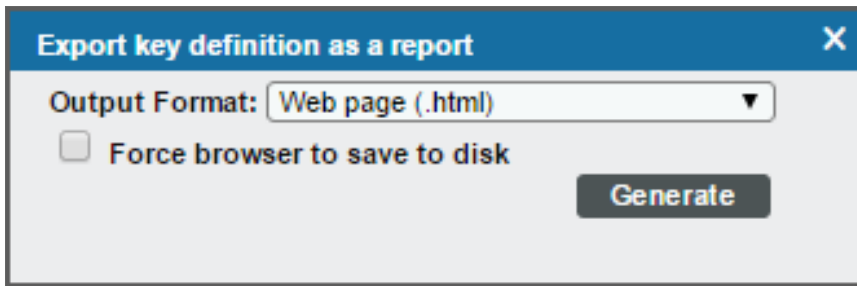 Export key definition as a report
Output Format: Web page (.html)
Force browser to save to disk
Generate